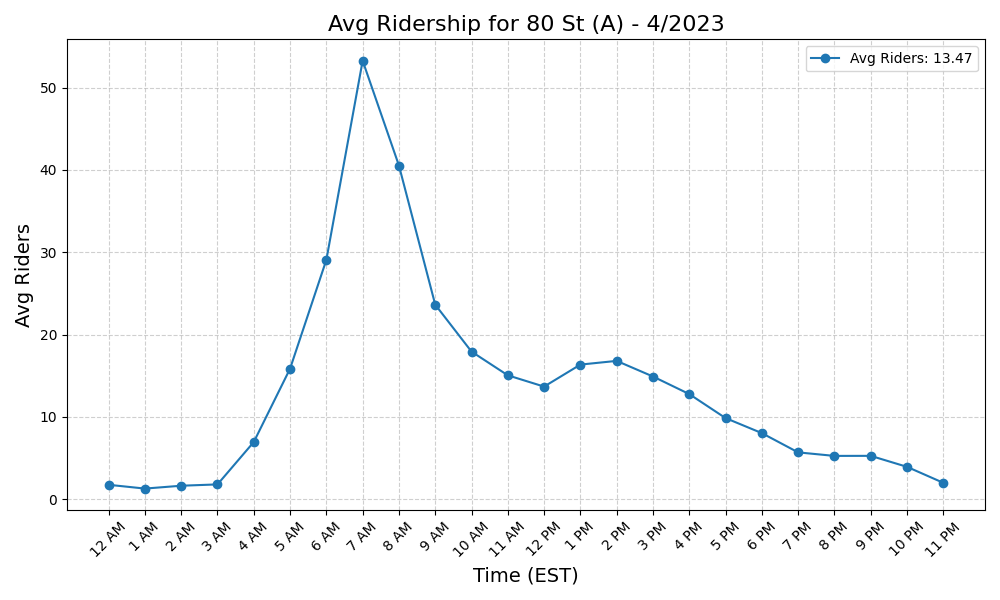 Avg Ridership for 80 St (A) - 4/2023
Avg Riders: 13.47
Avg Riders
50
40
30
20
10
0
12 AM
1 AM
2 AM
3 AM
4 AM
5 AM
6 AM
7 AM
8 AM
9 AM
10 AM
11 AM
12 PM
1 PM
2 PM
3 PM
4 PM
5 PM
6 PM
7 PM
8 PM
9 PM
10 PM
11 PM
Time (EST)